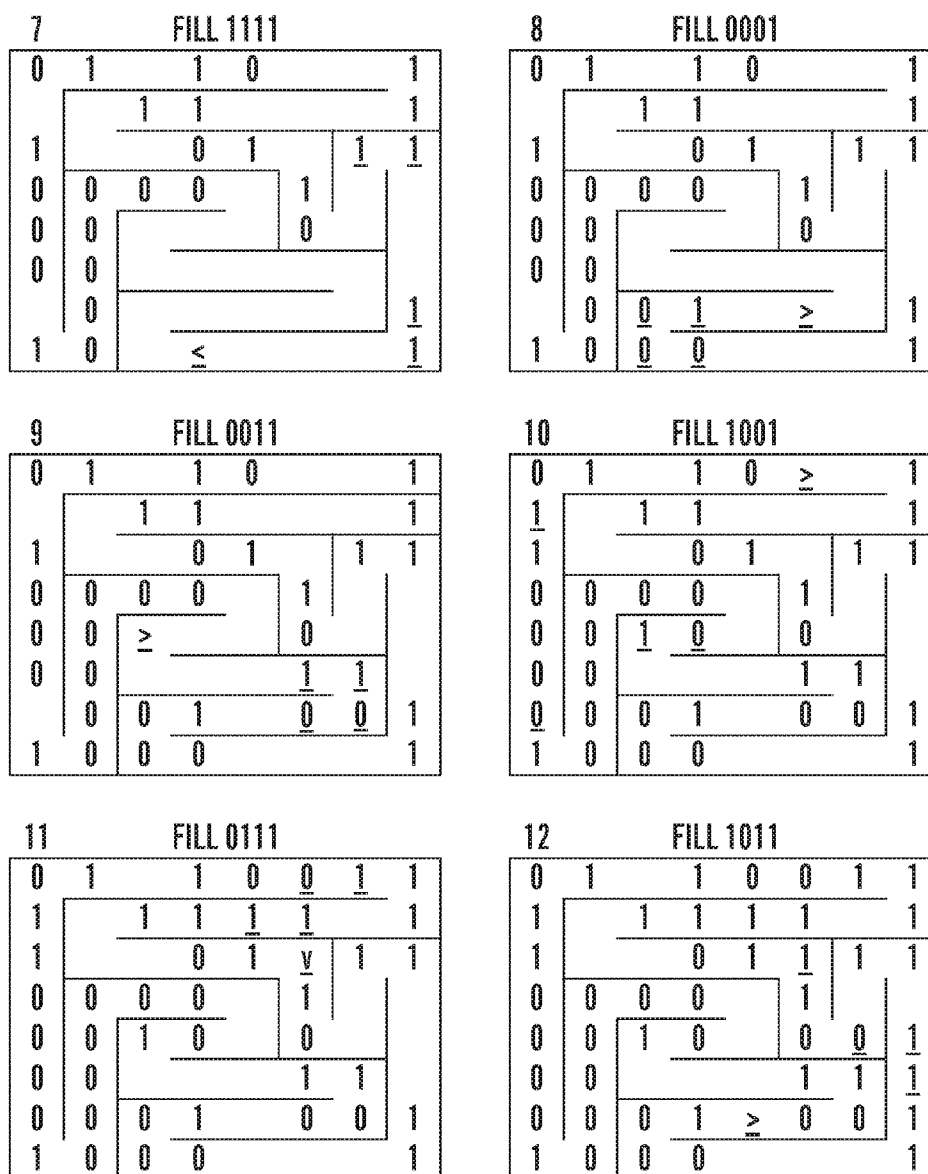 7 FILL 1111
0 1 1 0 1
1 1 1
1 0 1 1 1
0 0 0 0 1
0 0 0
0 0
0 1
1 0 < 1
8 FILL 0001
0 1 1 0 1
1 1 1
1 0 1 1 1
0 0 0 0 1
0 0 0
0 0
0 0 1 > 1
1 0 0 0 1
9 FILL 0011
0 1 1 0 1
1 1 1
1 0 1 1 1
0 0 0 0 1
0 0 > 0
0 0 1 1
0 0 1 0 0 1
1 0 0 0 1
10 FILL 1001
0 1 1 0 > 1
1 1 1 1
1 0 1 1 1
0 0 0 0 1
0 0 1 0 0
0 0 1 1
0 0 0 1 0 0 1
1 0 0 0 1
11 FILL 0111
0 1 1 0 0 1 1
1 1 1 1 1 1
1 0 1 v 1 1
0 0 0 0 1
0 0 1 0 0
0 0 1 1
0 0 0 1 0 0 1
1 0 0 0 1
12 FILL 1011
0 1 1 0 0 1 1
1 1 1 1 1 1
1 0 1 1 1 1
0 0 0 0 1
0 0 1 0 0 0 1
0 0 1 1 1
0 0 0 1 > 0 0 1
1 0 0 0 1